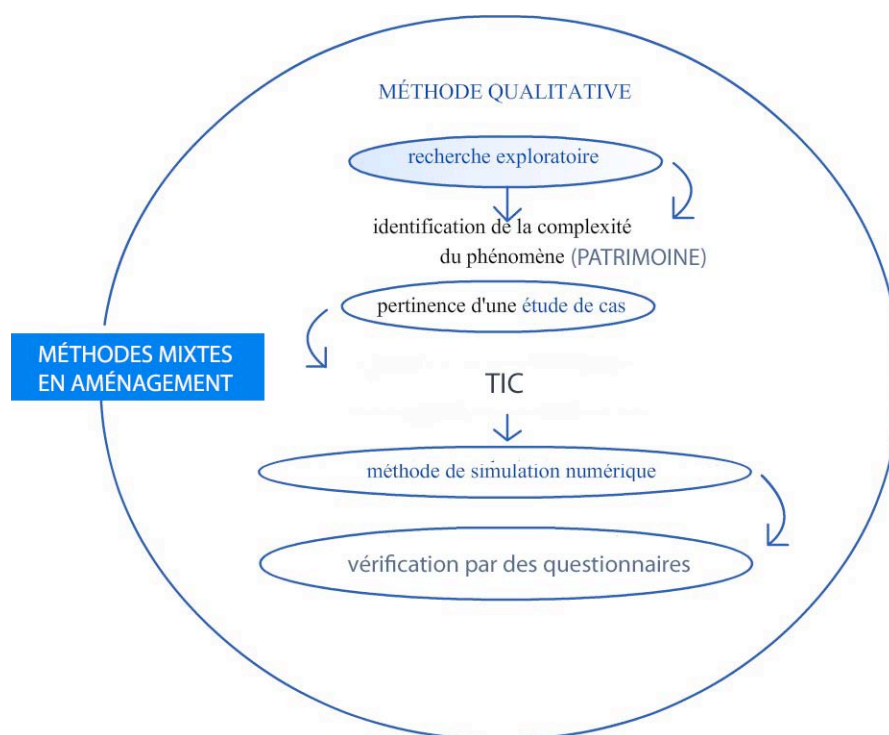 MÉTHODE QUALITATIVE
recherche exploratoire
identification de la complexité
du phénomène (PATRIMOINE)
pertinence d'une étude de cas
MÉTHODES MIXTES
EN AMÉNAGEMENT
TIC
méthode de simulation numérique
vérification par des questionnaires